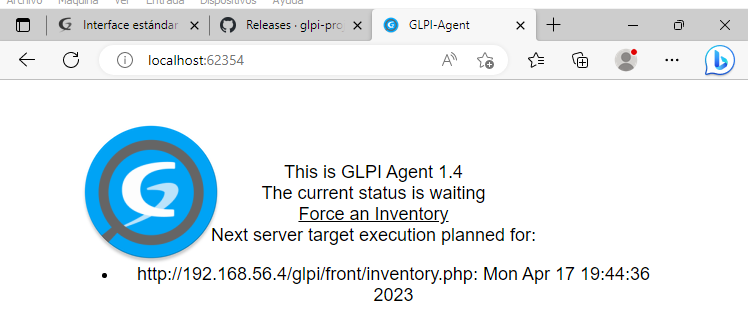 Archivo Máquina Ver Entrada Dispositivos Ayuda
Interface estándar
Releases · glpi-pro
GLPI-Agent
localhost:62354
This is GLPI Agent 1.4
The current status is waiting
Force an Inventory
Next server target execution planned for:
• http://192.168.56.4/glpi/front/inventory.php: Mon Apr 17 19:44:36
2023